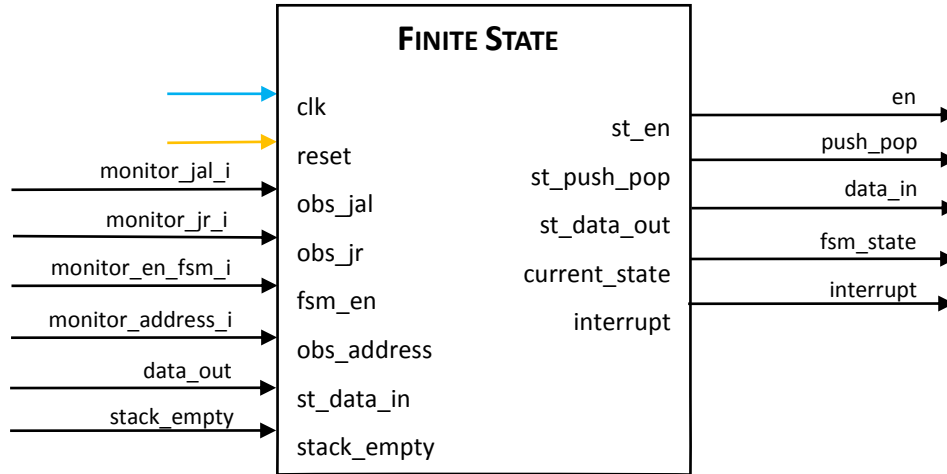 FINITE STATE
clk
reset
monitor_jal_i
obs_jal
monitor_jr_i
obs_jr
monitor_en_fsm_i
fsm_en
monitor_address_i
obs_address
data_out
st_data_in
stack_empty
stack_empty
en
st_en
push_pop
st_push_pop
data_in
st_data_out
fsm_state
current_state
interrupt
interrupt